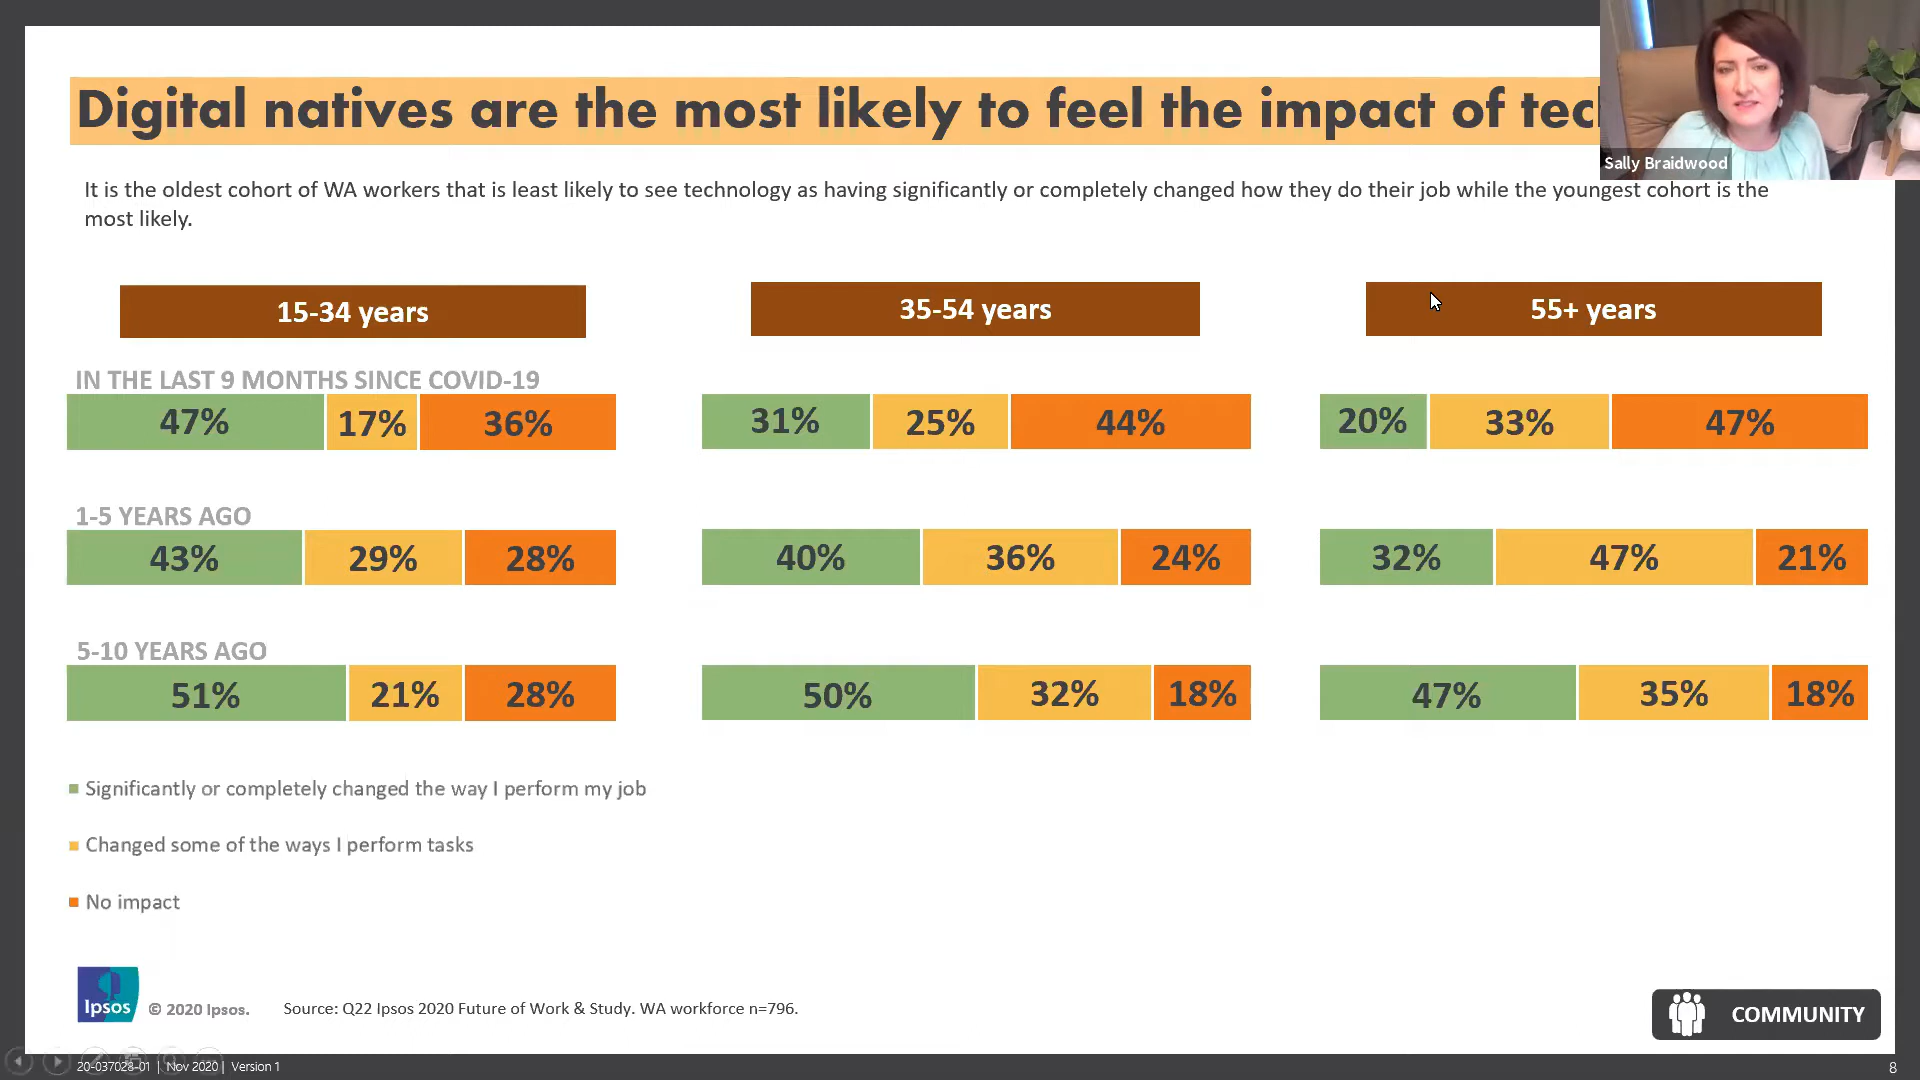 Digital natives are the most likely to feel the impact of
Sally Braidwood
It is the oldest cohort of WA workers that is least likely to see technology as having significantly or completely changed how they do their job while the youngest cohort is the
most likely.
15-34 years
35-54 years
55+ years
IN THE LAST 9 MONTHS SINCE COVID-19
47% 17% 36%
31% 25% 44%
20% 33% 47%
1-5 YEARS AGO
43% 29% 28%
40% 36% 24%
32% 47% 21%
5-10 YEARS AGO
51% 21% 28%
50% 32% 18%
47% 35% 18%
Significantly or completely changed the way I perform my job
Changed some of the ways I perform tasks
No impact
Ipsos
© 2020 Ipsos.
Source: Q22 Ipsos 2020 Future of Work & Study. WA workforce n=796.
COMMUNITY
20-037028-01 | Nov 2020 | Version 1
8